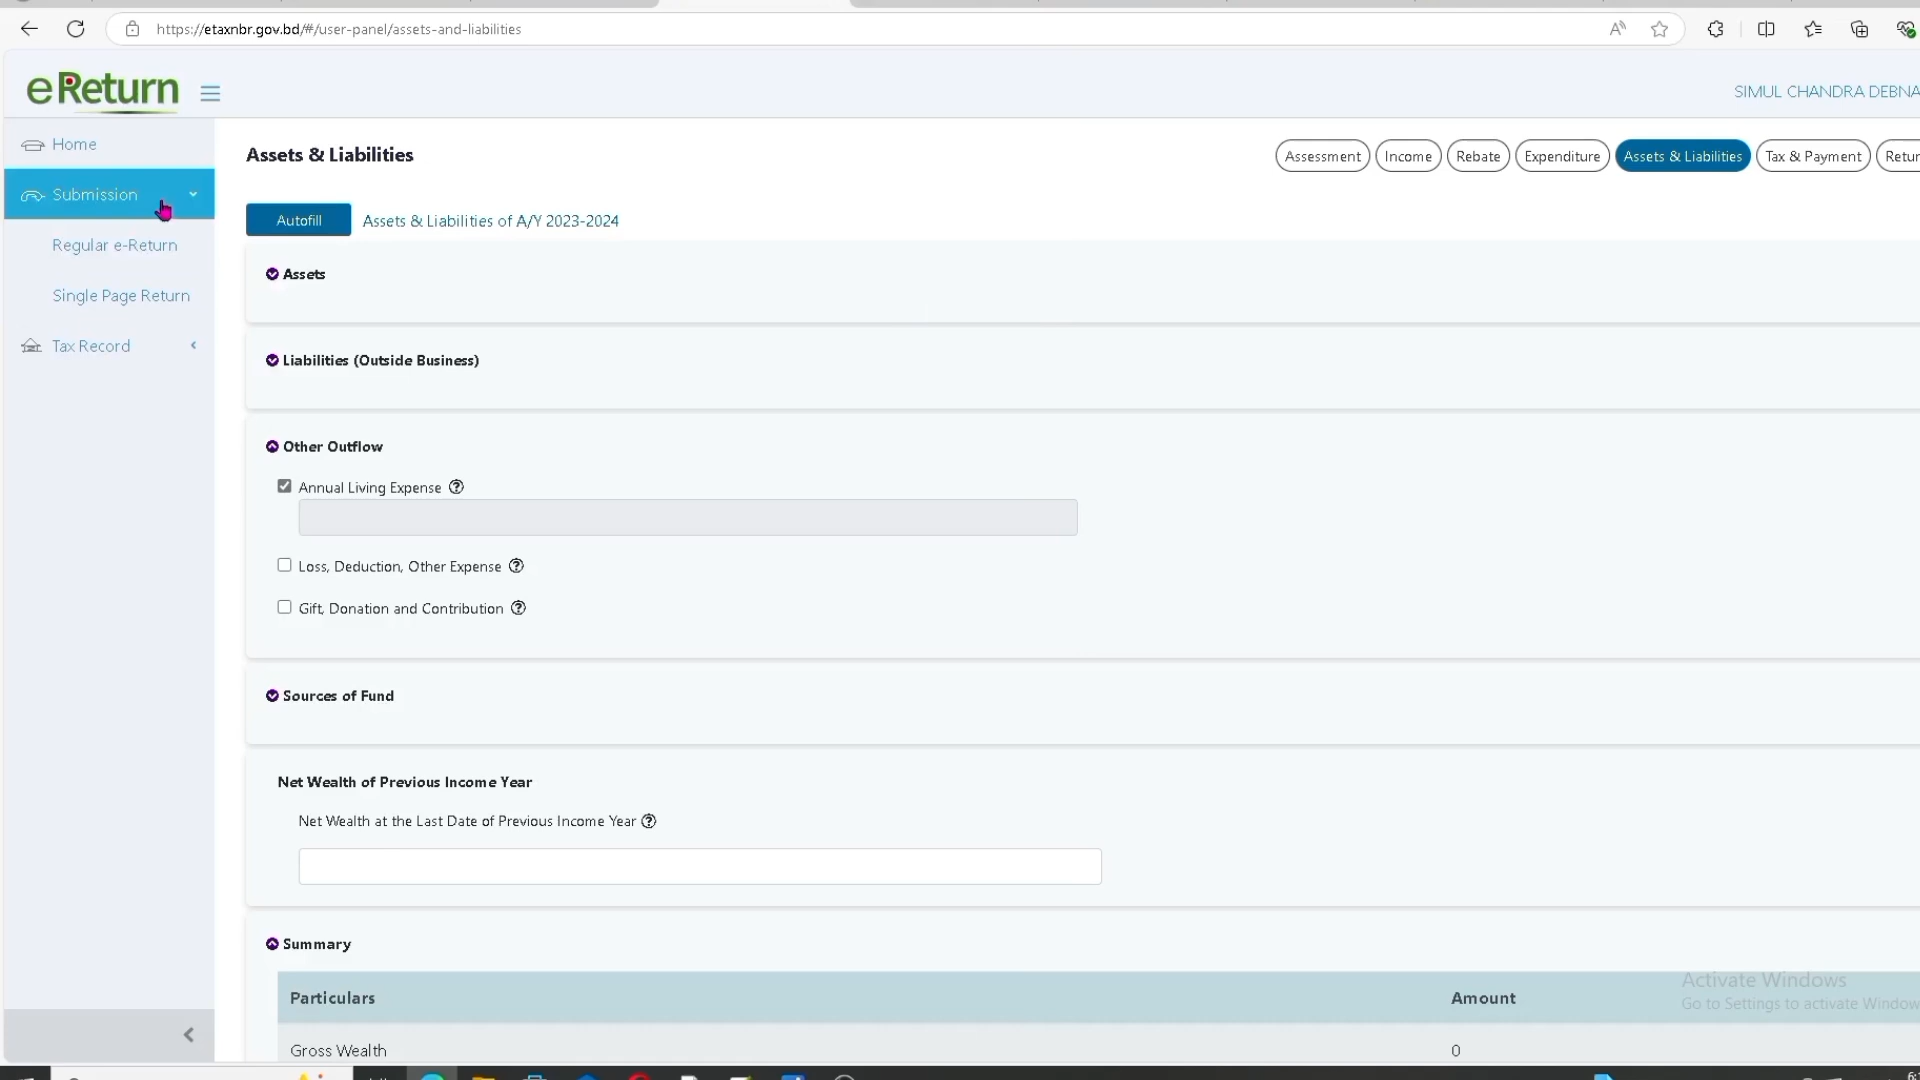 https://etaxnbr.gov.bd/#/user-panel/assets-and-liabilities
eReturn
SIMUL CHANDRA DEBNA
Home
Submission
Regular e-Return
Single Page Return
Tax Record
Assets & Liabilities
Assessment
Income
Rebate
Expenditure
Assets & Liabilities
Tax & Payment
Retur
Autofill
Assets & Liabilities of A/Y 2023-2024
Assets
Liabilities (Outside Business)
Other Outflow
Annual Living Expense
Loss, Deduction, Other Expense
Gift, Donation and Contribution
Sources of Fund
Net Wealth of Previous Income Year
Net Wealth at the Last Date of Previous Income Year
Summary
Particulars Amount
Gross Wealth 0
Activate Windows
Go to Settings to activate Window